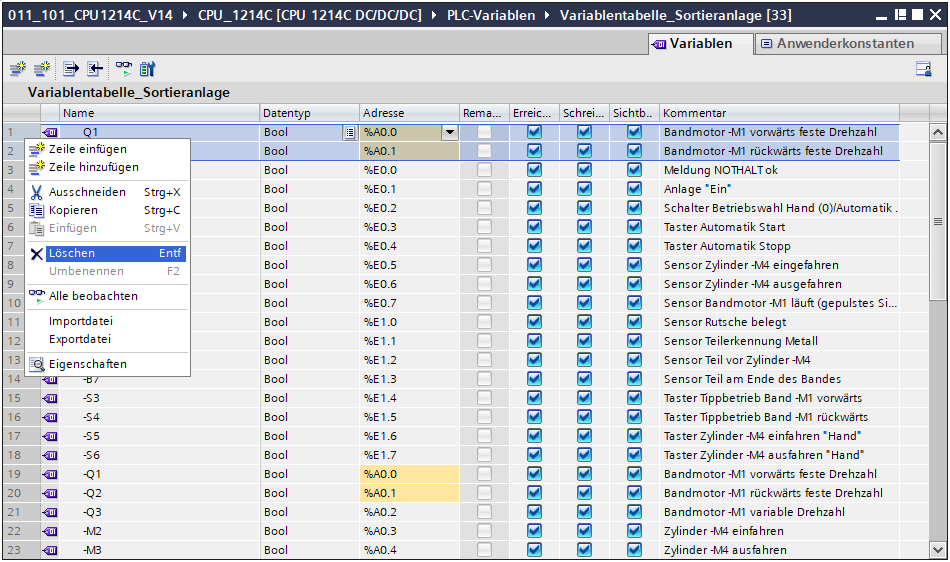 011_101_CPU1214C_V14 CPU_1214C [CPU 1214C DC/DC/DC] PLC-Variablen Variablentabelle_Sortieranlage [33]
Variablen Anwenderkonstanten
Variablentabelle_Sortieranlage
Name Datentyp Adresse Rema... Erreic... Schrei... Sichtb... Kommentar
1 Q1 Bool %A0.0 Bandmotor -M1 vorwärts feste Drehzahl
2 Bool %A0.1 Bandmotor -M1 rückwärts feste Drehzahl
3 Bool %E0.0 Meldung NOTHALT ok
4 Bool %E0.1 Anlage "Ein"
5 Bool %E0.2 Schalter Betriebswahl Hand (0)/Automatik .
6 Bool %E0.3 Taster Automatik Start
7 Bool %E0.4 Taster Automatik Stopp
8 Bool %E0.5 Sensor Zylinder -M4 eingefahren
9 Bool %E0.6 Sensor Zylinder -M4 ausgefahren
10 Bool %E0.7 Sensor Bandmotor -M1 läuft (gepulstes Si...
11 Bool %E1.0 Sensor Rutsche belegt
12 Bool %E1.1 Sensor Teilerkennung Metall
13 Bool %E1.2 Sensor Teil vor Zylinder -M4
14 -B7 Bool %E1.3 Sensor Teil am Ende des Bandes
15 -S3 Bool %E1.4 Taster Tippbetrieb Band -M1 vorwärts
16 -S4 Bool %E1.5 Taster Tippbetrieb Band -M1 rückwärts
17 -S5 Bool %E1.6 Taster Zylinder -M4 einfahren "Hand"
18 -S6 Bool %E1.7 Taster Zylinder -M4 ausfahren "Hand"
19 -Q1 Bool %A0.0 Bandmotor -M1 vorwärts feste Drehzahl
20 -Q2 Bool %A0.1 Bandmotor -M1 rückwärts feste Drehzahl
21 -Q3 Bool %A0.2 Bandmotor -M1 variable Drehzahl
22 -M2 Bool %A0.3 Zylinder -M4 einfahren
23 -M3 Bool %A0.4 Zylinder -M4 ausfahren
Zeile einfügen
Zeile hinzufügen
Ausschneiden Strg+X
Kopieren Strg+C
Einfügen Strg+V
Löschen Entf
Umbenennen F2
Alle beobachten
Importdatei
Exportdatei
Eigenschaften